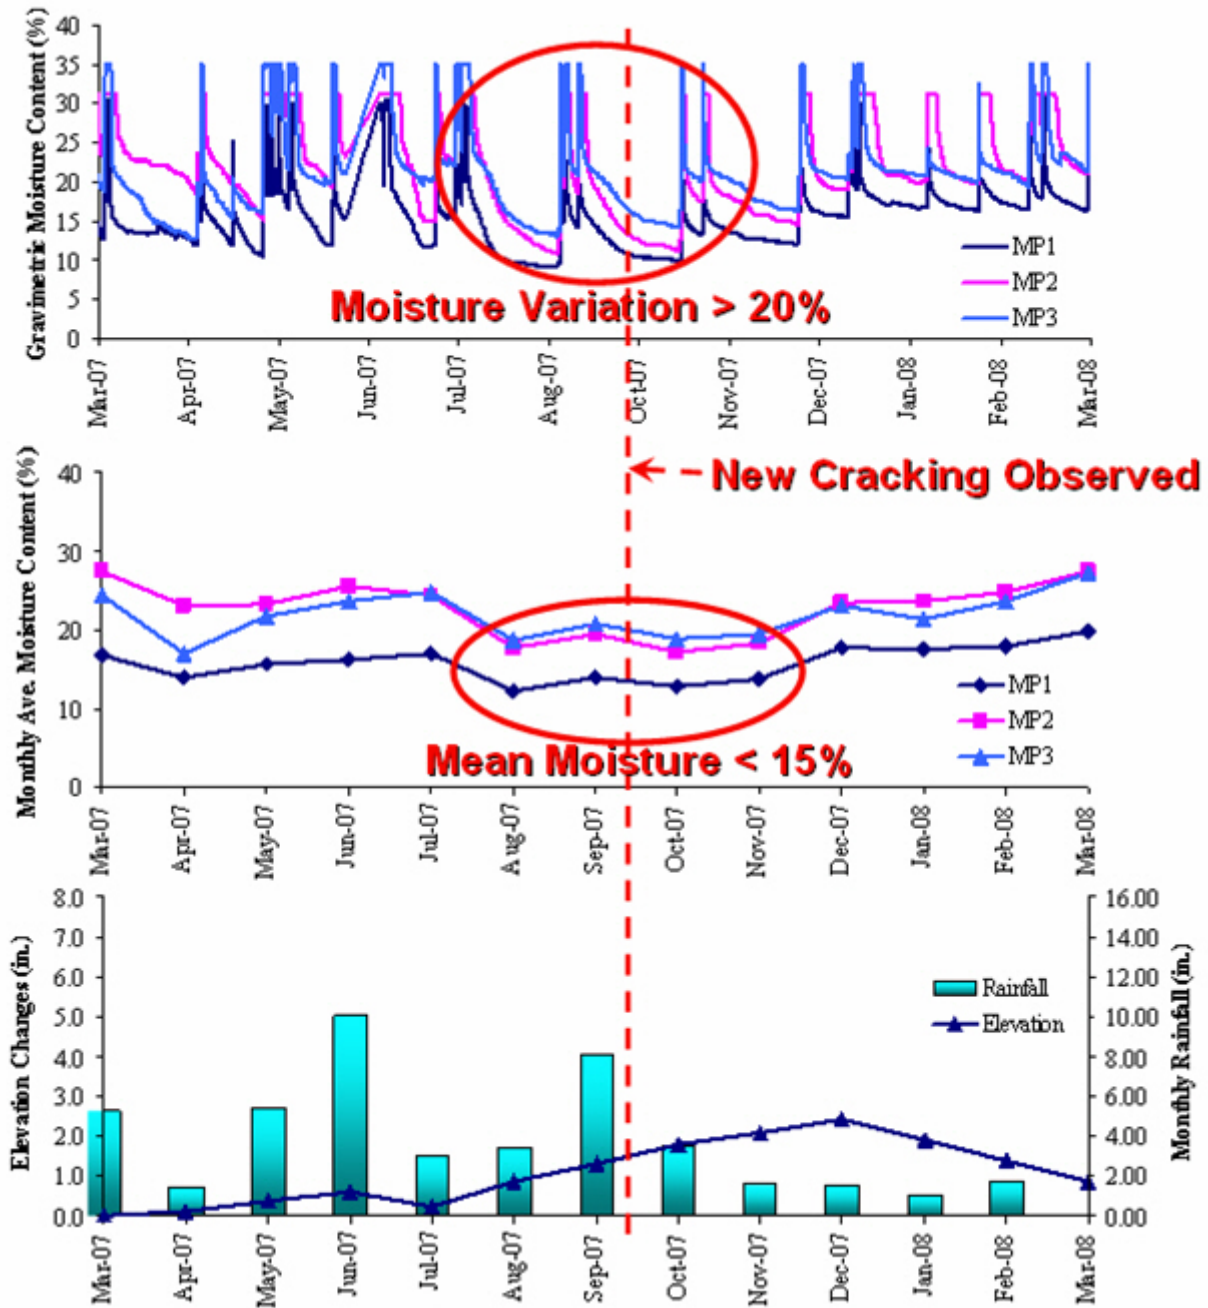 Gravimetric Moisture Content (%)
40
35
30
25
20
15
10
5
0
Moisture Variation > 20%
MP1
MP2
MP3
Mar-07
Apr-07
May-07
Jun-07
Jul-07
Aug-07
Oct-07
Nov-07
Dec-07
Jan-08
Feb-08
Mar-08
New Cracking Observed
Monthly Ave. Moisture Content (%)
40
30
20
10
0
Mean Moisture < 15%
MP1
MP2
MP3
Mar-07
Apr-07
May-07
Jun-07
Jul-07
Aug-07
Sep-07
Oct-07
Nov-07
Dec-07
Jan-08
Feb-08
Mar-08
Elevation Changes (in.)
8.0
7.0
6.0
5.0
4.0
3.0
2.0
1.0
0.0
Rainfall
Elevation
16.00
14.00
12.00
10.00
8.00
6.00
4.00
2.00
0.00
Monthly Rainfall (in.)
Mar-07
Apr-07
May-07
Jun-07
Jul-07
Aug-07
Sep-07
Oct-07
Nov-07
Dec-07
Jan-08
Feb-08
Mar-08